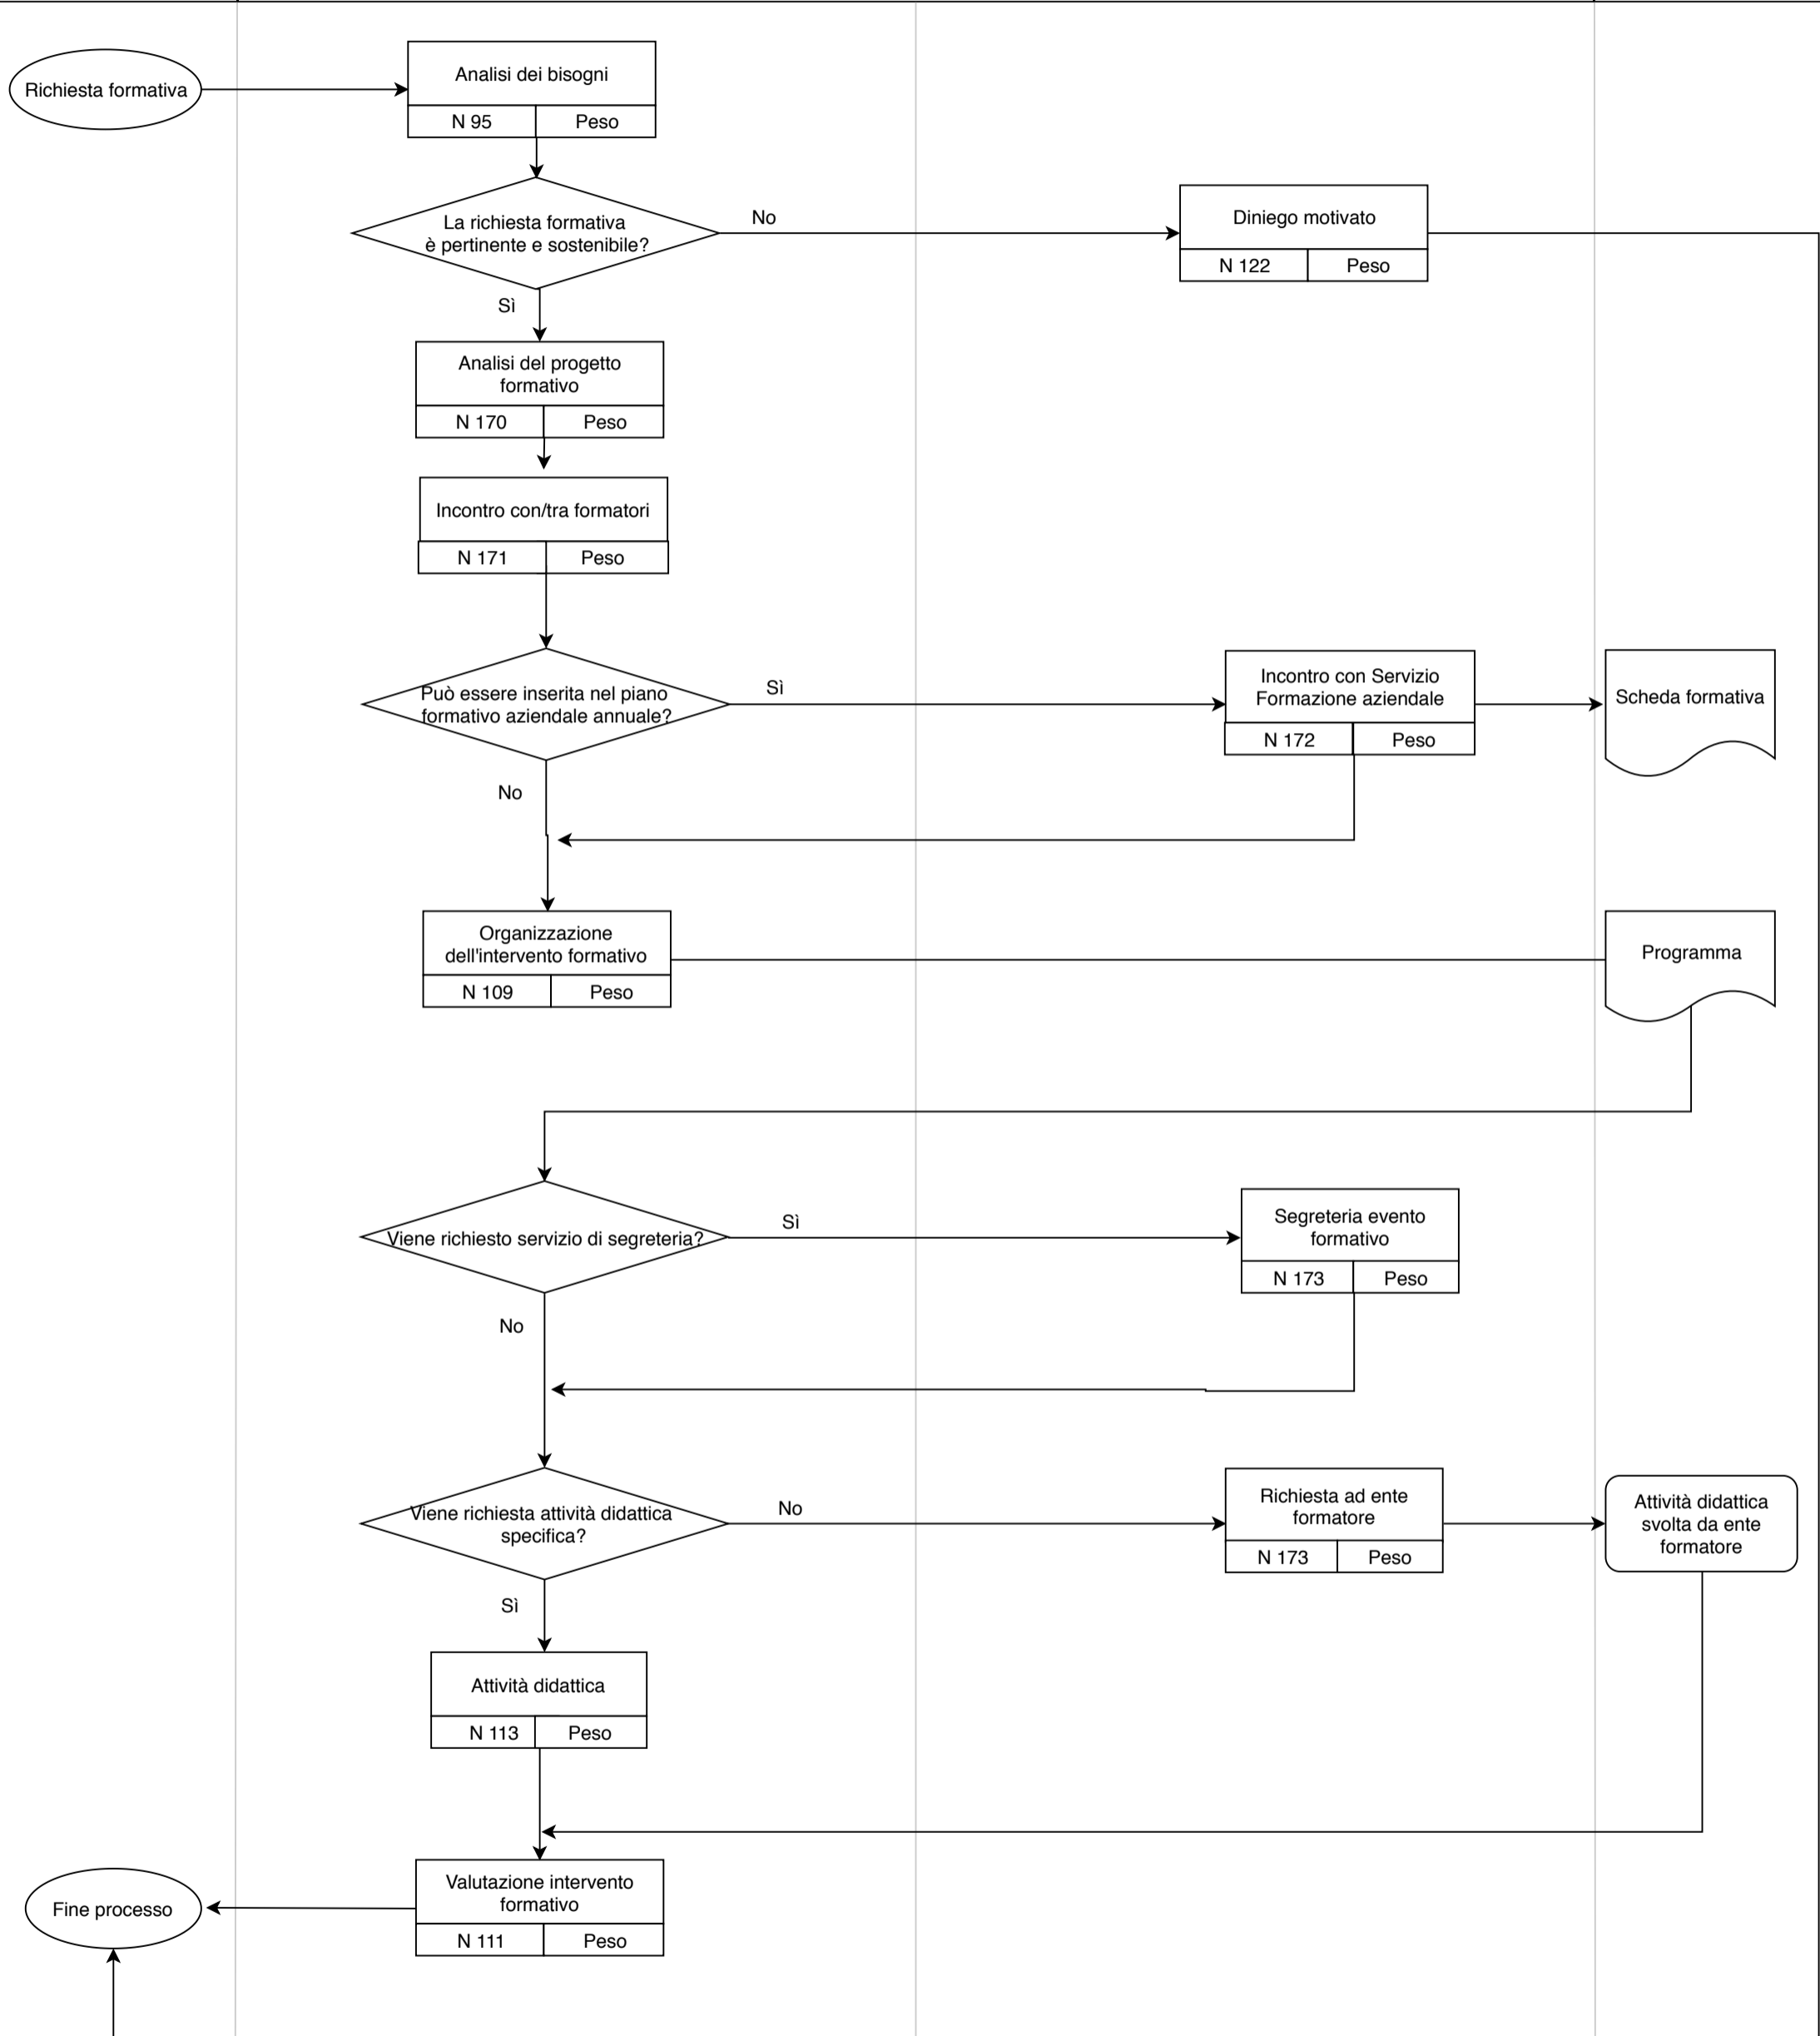 Richiesta formativa
Analisi dei bisogni
N 95
Peso
La richiesta formativa
è pertinente e sostenibile?
No
Diniego motivato
N 122
Peso
Sì
Analisi del progetto
formativo
N 170
Peso
Incontro con/tra formatori
N 171
Peso
Può essere inserita nel piano
formativo aziendale annuale?
Sì
Incontro con Servizio
Formazione aziendale
N 172
Peso
Scheda formativa
No
Organizzazione
dell'intervento formativo
N 109
Peso
Programma
Viene richiesto servizio di segreteria?
Sì
Segreteria evento
formativo
N 173
Peso
No
Viene richiesta attività didattica
specifica?
No
Richiesta ad ente
formatore
N 173
Peso
Attività didattica
svolta da ente
formatore
Sì
Attività didattica
N 113
Peso
Valutazione intervento
formativo
N 111
Peso
Fine processo